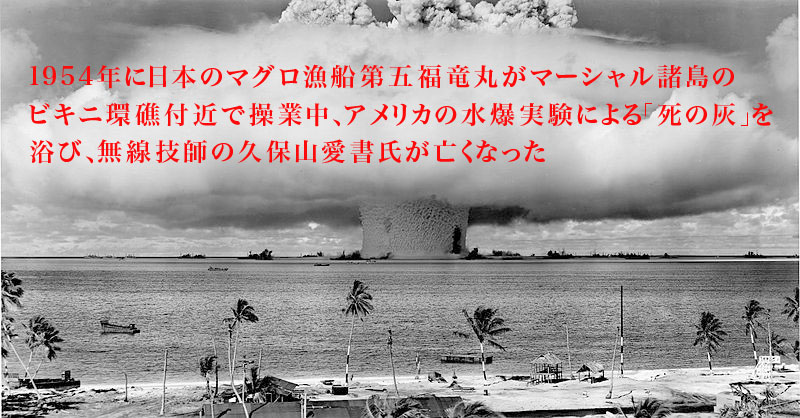 1954年に日本のマグロ漁船第五福竜丸がマーシャル諸島の
ビキニ環礁付近で操業中、アメリカの水爆実験による「死の灰」を
浴び、無線技師の久保山愛書氏が亡くなった